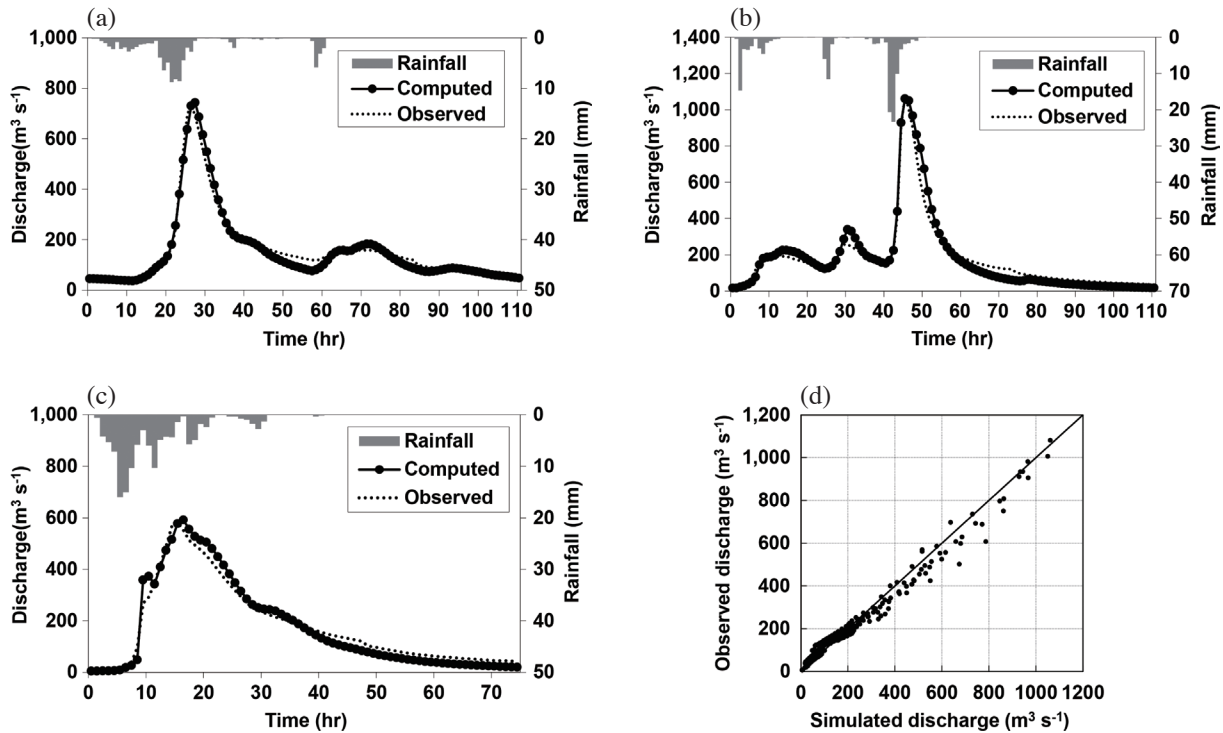 (a)
1,000
800
600
400
200
0
Discharge(m³ s⁻¹)
0
10
20
30
40
50
Rainfall (mm)
Rainfall
Computed
Observed
0 10 20 30 40 50 60 70 80 90 100 110
Time (hr)
(b)
1,400
1,200
1,000
800
600
400
200
0
Discharge(m³ s⁻¹)
0
10
20
30
40
50
60
70
Rainfall (mm)
Rainfall
Computed
Observed
0 10 20 30 40 50 60 70 80 90 100 110
Time (hr)
(c)
1,000
800
600
400
200
0
Discharge(m³ s⁻¹)
0
10
20
30
40
50
Rainfall (mm)
Rainfall
Computed
Observed
0 10 20 30 40 50 60 70
Time (hr)
(d)
1,200
1,000
800
600
400
200
0
Observed discharge (m³ s⁻¹)
0 200 400 600 800 1000 1200
Simulated discharge (m³ s⁻¹)